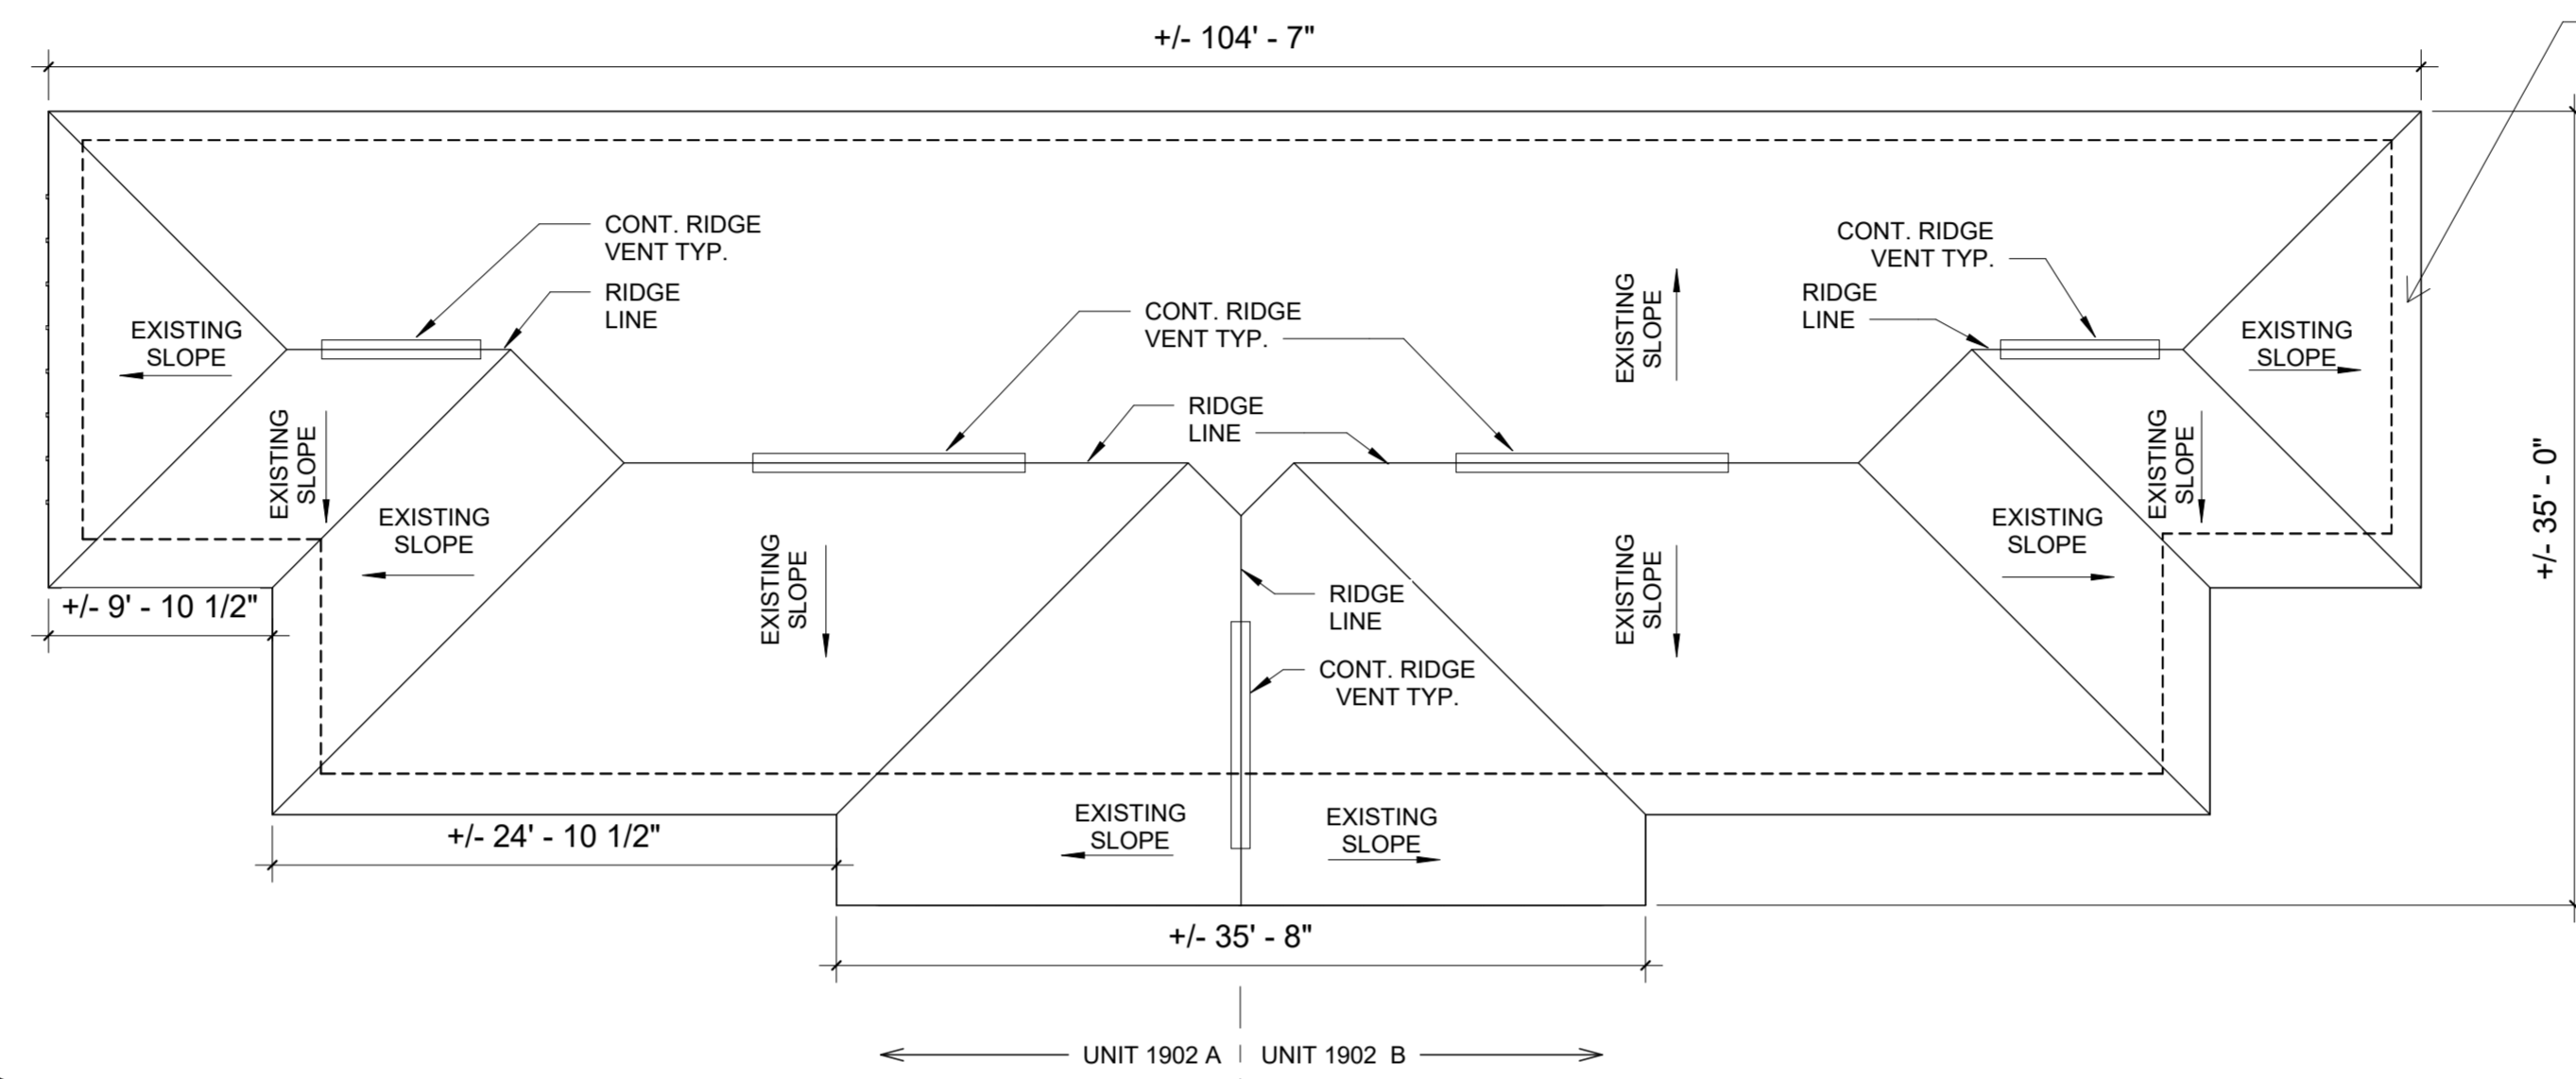 +/- 104' - 7"
CONT. RIDGE
VENT TYP.
RIDGE
LINE
EXISTING
SLOPE
EXISTING
SLOPE
EXISTING
SLOPE
CONT. RIDGE
VENT TYP.
RIDGE
LINE
EXISTING
SLOPE
CONT. RIDGE
VENT TYP.
RIDGE
LINE
EXISTING
SLOPE
EXISTING
SLOPE
EXISTING
SLOPE
+/- 35' - 0"
+/- 9' - 10 1/2"
EXISTING
SLOPE
RIDGE
LINE
EXISTING
SLOPE
CONT. RIDGE
VENT TYP.
+/- 24' - 10 1/2"
EXISTING
SLOPE
EXISTING
SLOPE
+/- 35' - 8"
UNIT 1902 A
UNIT 1902 B